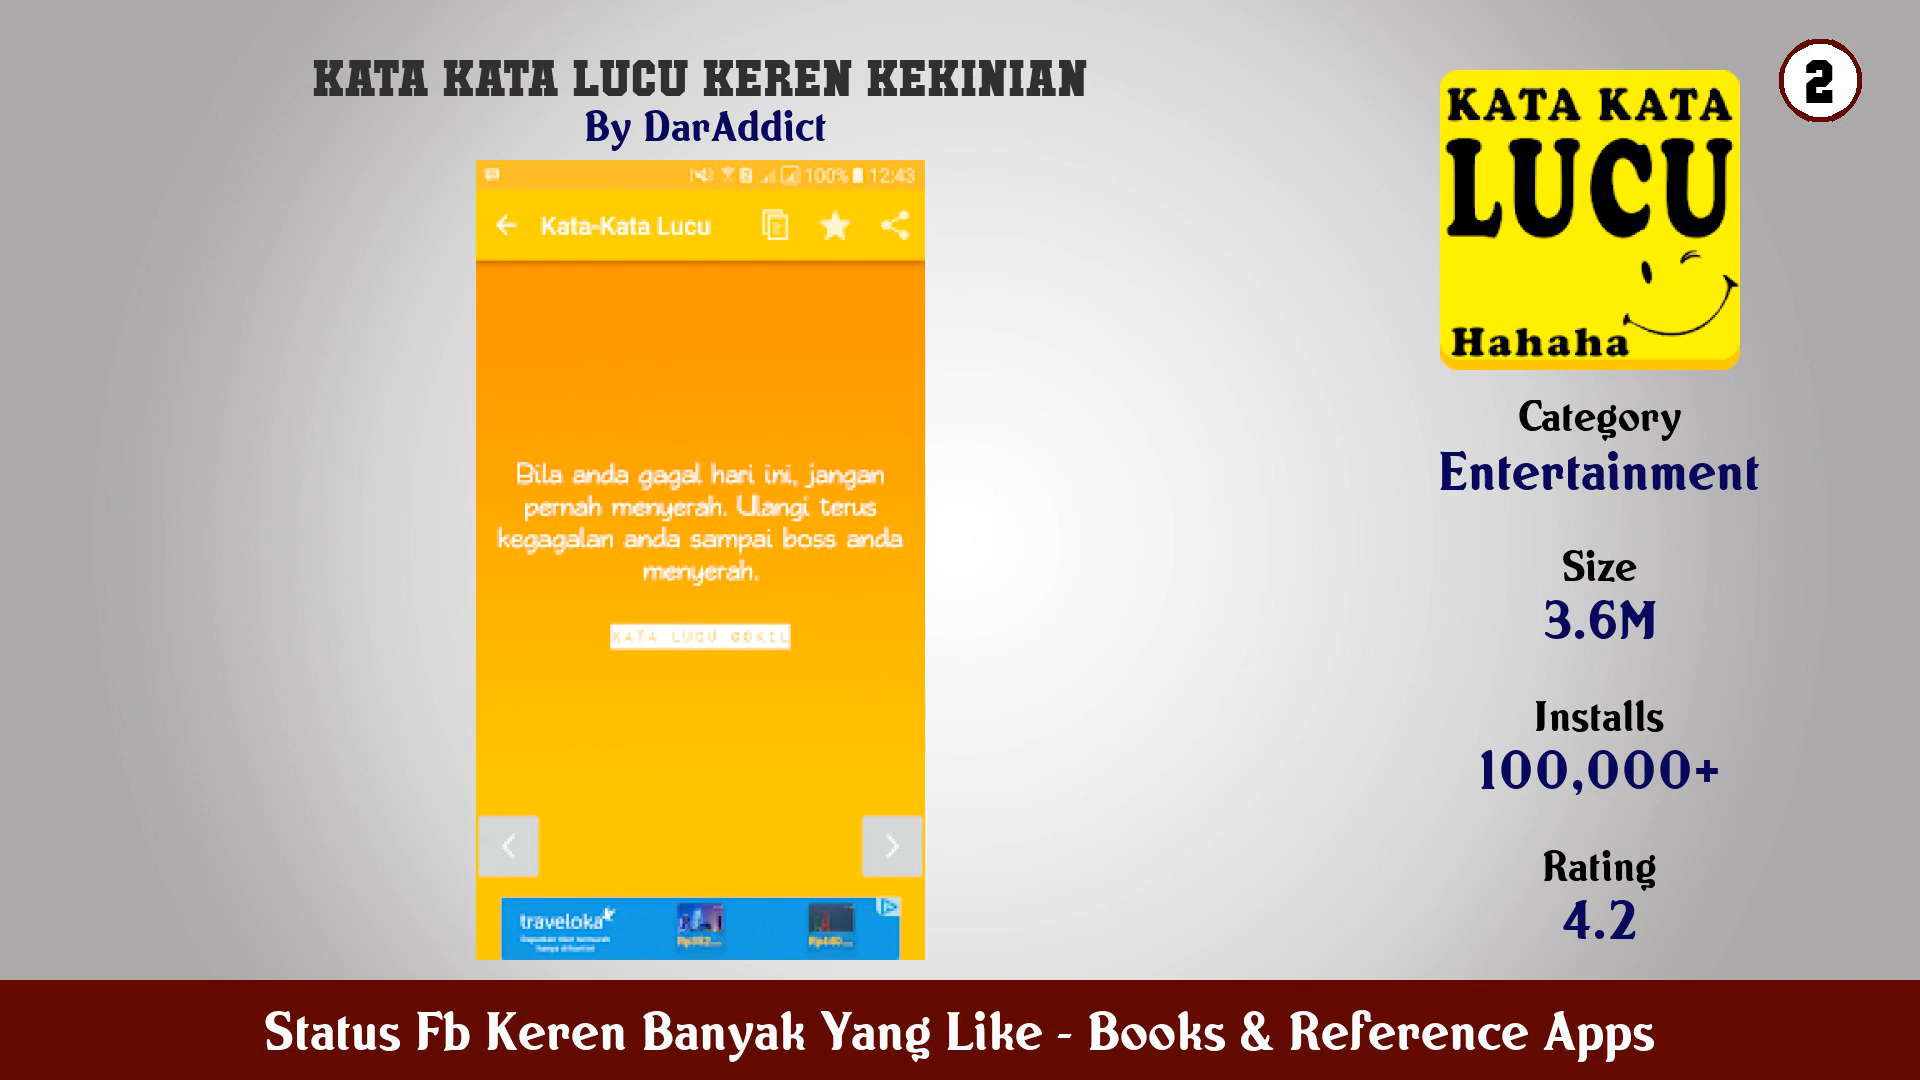 KATA KATA LUCU KEREN KEKINIAN
By DarAddict
2
100% 12:43
Kata-Kata Lucu
Bila anda gagal hari ini, jangan
pernah menyerah. Ulangi terus
kegagalan anda sampai boss anda
menyerah.
KATA LUCU GOKIL
traveloka
KATA KATA
LUCU
Hahaha
Category
Entertainment
Size
3.6M
Installs
100,000+
Rating
4.2
Status Fb Keren Banyak Yang Like - Books & Reference Apps